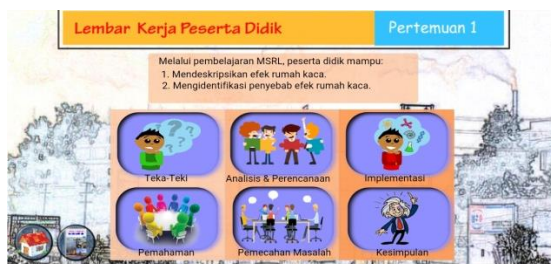 Lembar Kerja Peserta Didik
Pertemuan 1
Melalui pembelajaran MSRL, peserta didik mampu:
1. Mendeskripsikan efek rumah kaca.
2. Mengidentifikasi penyebab efek rumah kaca.
Teka-Teki
Analisis & Perencanaan
Implementasi
Pemahaman
Pemecahan Masalah
Kesimpulan